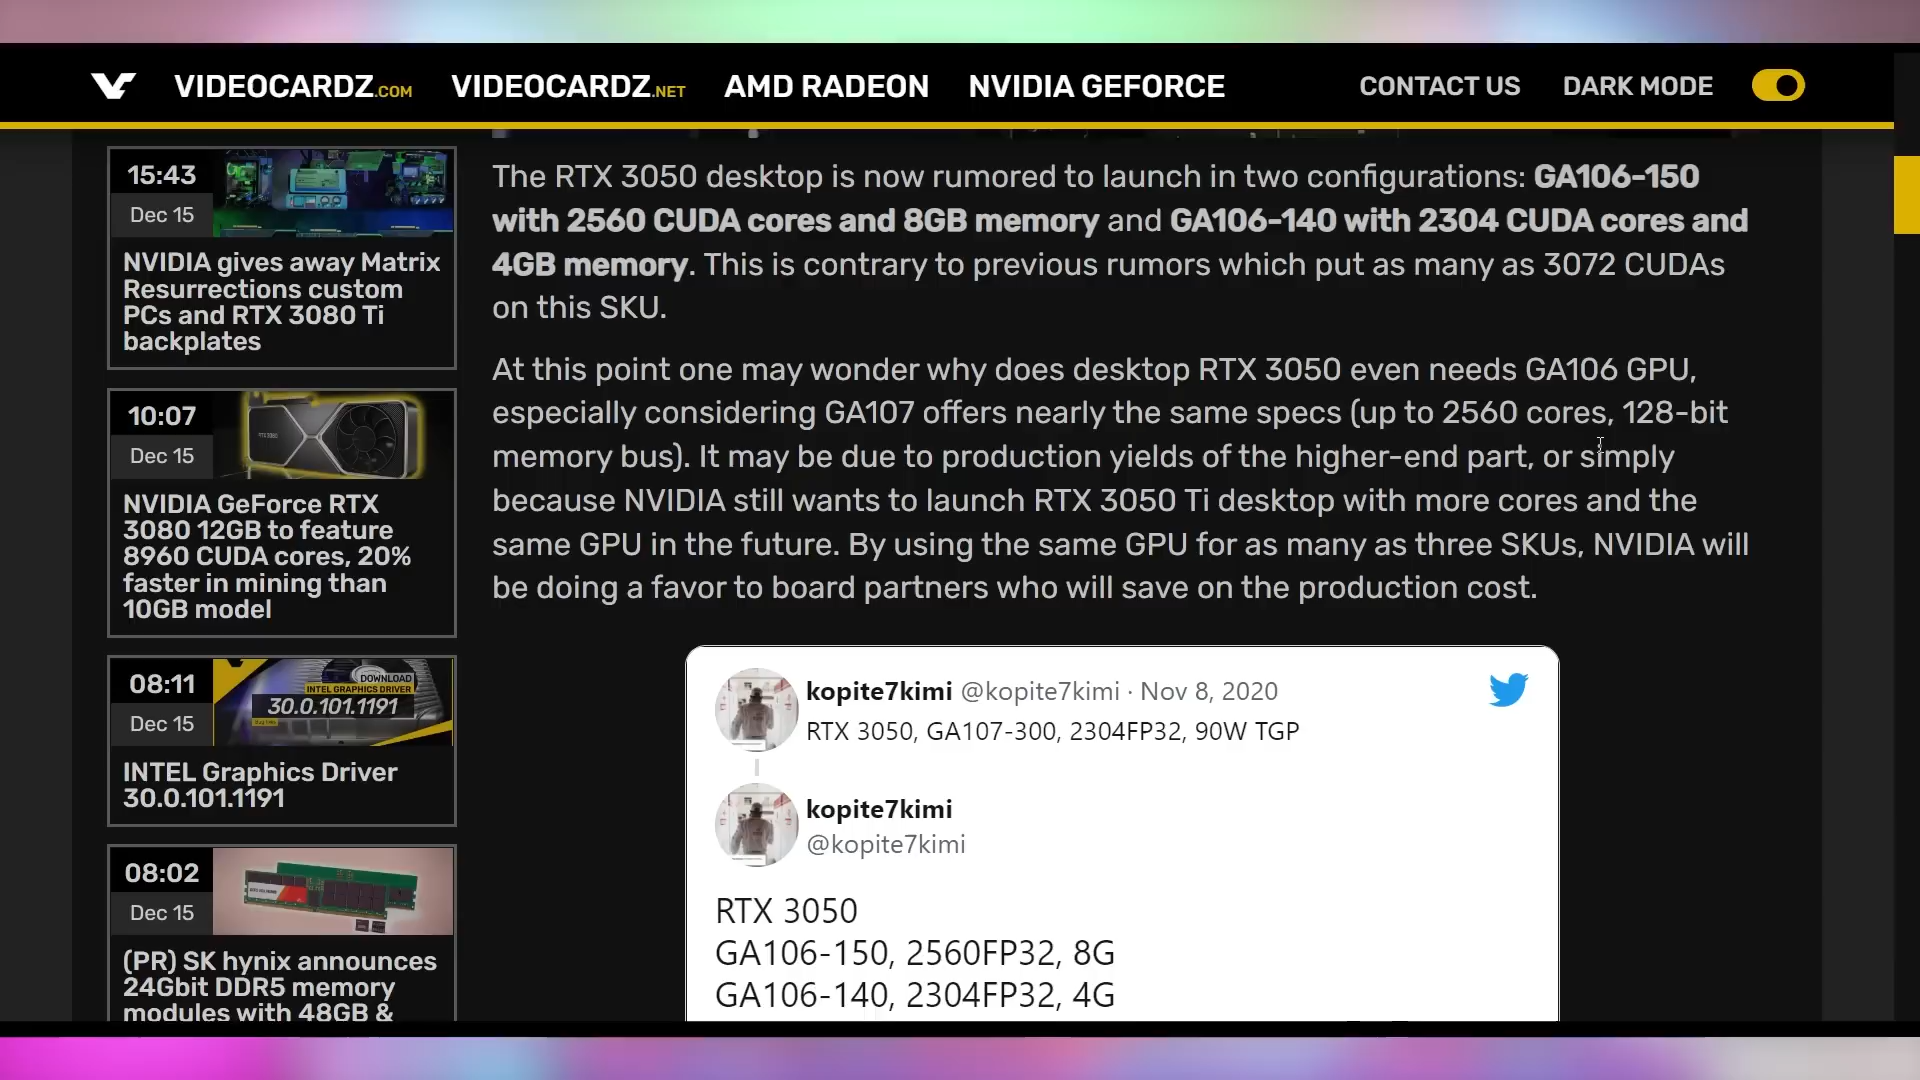 VIDEOCARDZ.COM VIDEOCARDZ.NET AMD RADEON NVIDIA GEFORCE CONTACT US DARK MODE
15:43
Dec 15
NVIDIA gives away Matrix
Resurrections custom
PCs and RTX 3080 Ti
backplates
10:07
Dec 15
NVIDIA GeForce RTX
3080 12GB to feature
8960 CUDA cores, 20%
faster in mining than
10GB model
08:11
Dec 15
DOWNLOAD
INTEL GRAPHICS DRIVER
30.0.101.1191
INTEL Graphics Driver
30.0.101.1191
08:02
Dec 15
(PR) SK hynix announces
24Gbit DDR5 memory
modules with 48GB &
The RTX 3050 desktop is now rumored to launch in two configurations: GA106-150
with 2560 CUDA cores and 8GB memory and GA106-140 with 2304 CUDA cores and
4GB memory. This is contrary to previous rumors which put as many as 3072 CUDAs
on this SKU.
At this point one may wonder why does desktop RTX 3050 even needs GA106 GPU,
especially considering GA107 offers nearly the same specs (up to 2560 cores, 128-bit
memory bus). It may be due to production yields of the higher-end part, or simply
because NVIDIA still wants to launch RTX 3050 Ti desktop with more cores and the
same GPU in the future. By using the same GPU for as many as three SKUs, NVIDIA will
be doing a favor to board partners who will save on the production cost.
kopite7kimi @kopite7kimi · Nov 8, 2020
RTX 3050, GA107-300, 2304FP32, 90W TGP
kopite7kimi
@kopite7kimi
RTX 3050
GA106-150, 2560FP32, 8G
GA106-140, 2304FP32, 4G